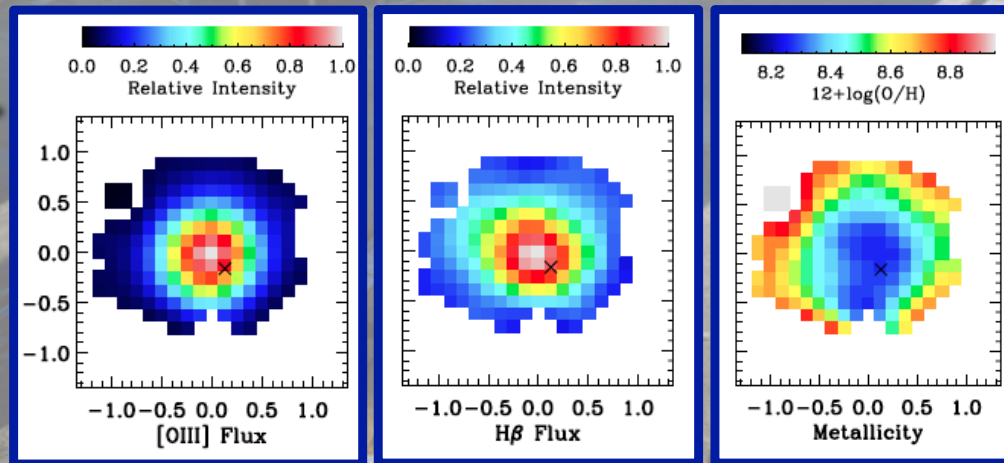 0.0 0.2 0.4 0.6 0.8 1.0
Relative Intensity
1.0
0.5
0.0
-0.5
-1.0
-1.0 -0.5 0.0 0.5 1.0
[OIII] Flux
0.0 0.2 0.4 0.6 0.8 1.0
Relative Intensity
-1.0 -0.5 0.0 0.5 1.0
Hβ Flux
8.2 8.4 8.6 8.8
12+log(O/H)
-1.0 -0.5 0.0 0.5 1.0
Metallicity